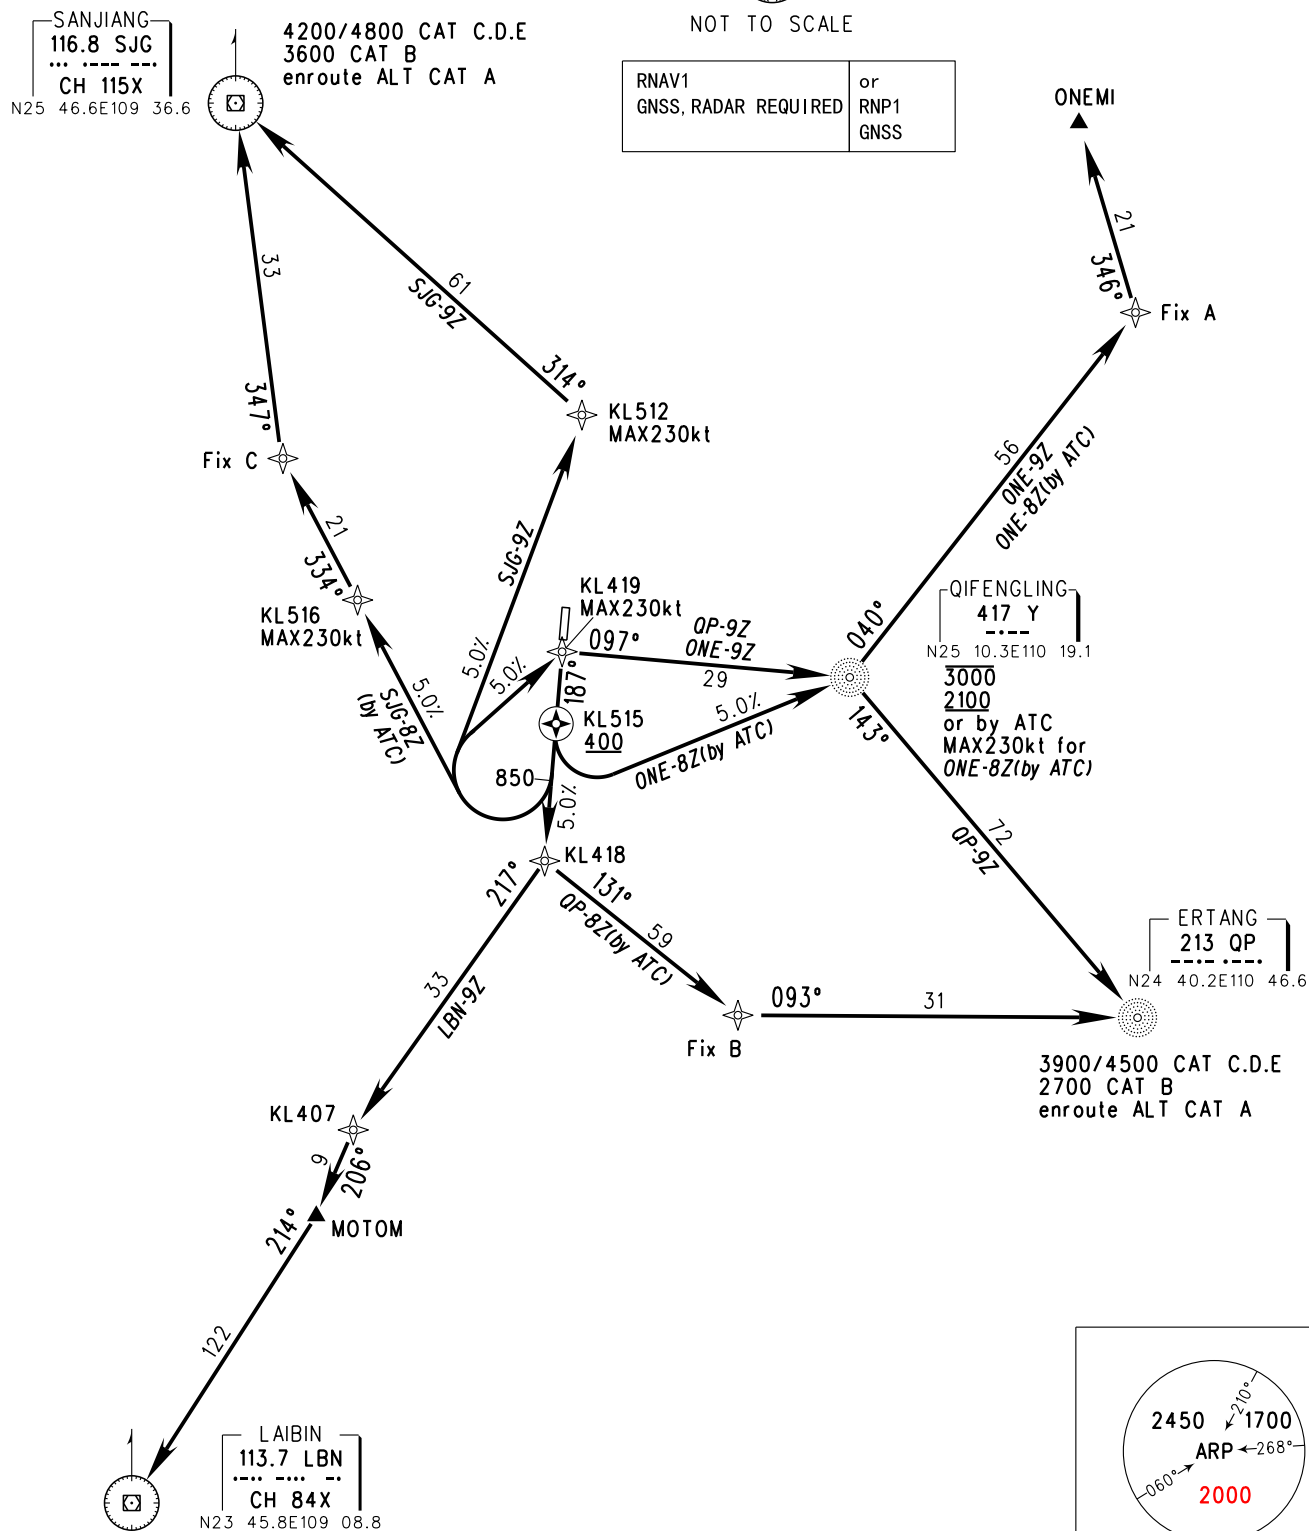 SANJIANG
116.8 SJG
CH 115X
N25 46.6E109 36.6
4200/4800 CAT C.D.E
3600 CAT B
enroute ALT CAT A
NOT TO SCALE
RNAV1
GNSS, RADAR REQUIRED
or
RNP1
GNSS
ONEMI
21
346°
Fix A
33
347°
Fix C
61
SJG-9Z
314°
KL512
MAX230kt
56
ONE-9Z
ONE-8Z(by ATC)
040°
21
334°
KL516
MAX230kt
SJG-9Z
5.0%
5.0%
5.0%
SJG-8Z
(by ATC)
KL419
MAX230kt
097°
QP-9Z
ONE-9Z
29
187°
KL515
400
5.0%
ONE-8Z(by ATC)
850
5.0%
QIFENGLING
417 Y
N25 10.3E110 19.1
3000
2100
or by ATC
MAX230kt for
ONE-8Z(by ATC)
143°
72
QP-9Z
KL418
217°
131°
59
QP-8Z(by ATC)
33
LBN-9Z
Fix B
093°
31
ERTANG
213 QP
N24 40.2E110 46.6
3900/4500 CAT C.D.E
2700 CAT B
enroute ALT CAT A
KL407
9
206°
MOTOM
214°
122
LAIBIN
113.7 LBN
CH 84X
N23 45.8E109 08.8
2450
210°
1700
ARP
268°
060°
2000